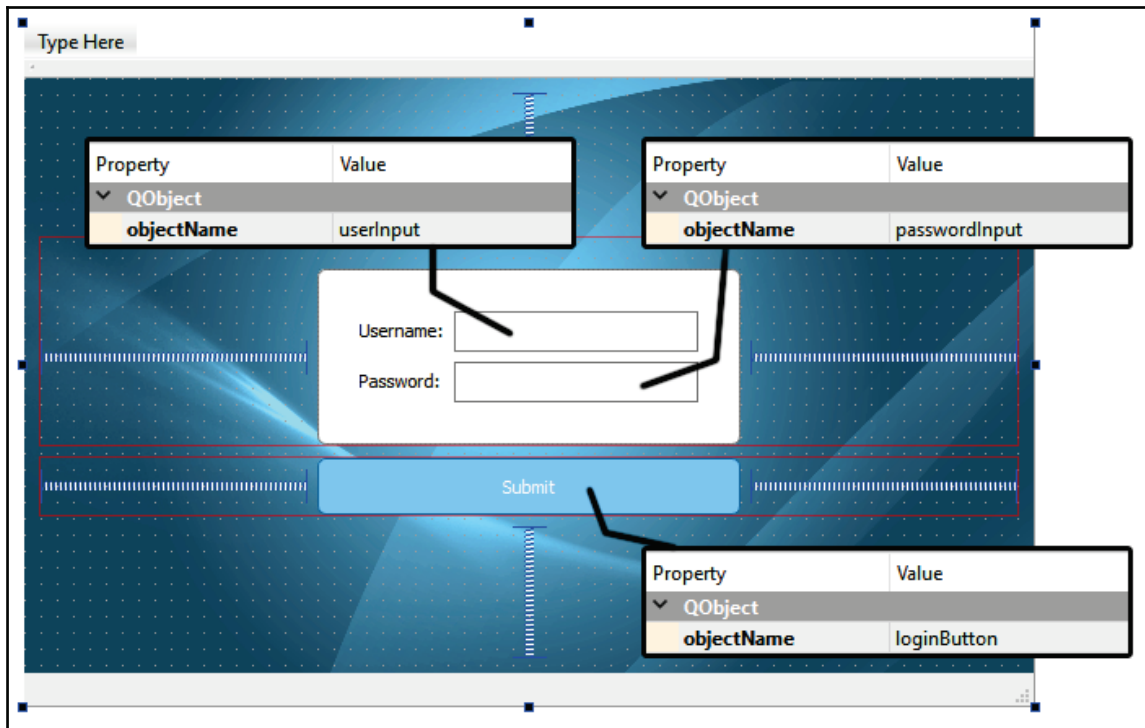 Type Here
Property Value
QObject
objectName userInput
Property Value
QObject
objectName passwordInput
Username:
Password:
Submit
Property Value
QObject
objectName loginButton